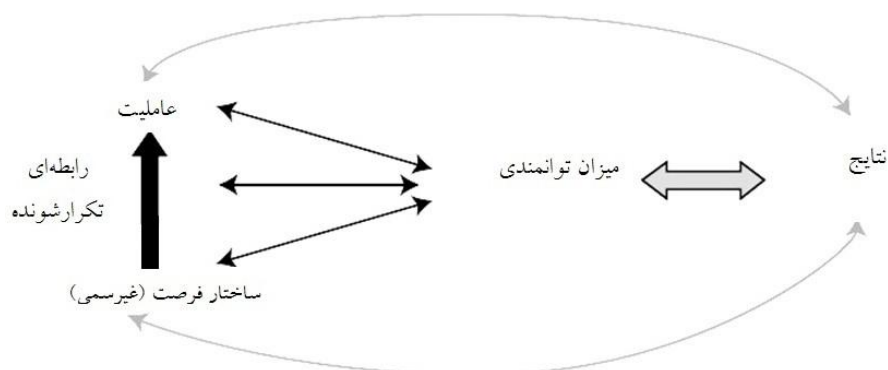 عاملیت
رابطه‌ای
تکرارشونده
ساختار فرصت (غیررسمی)
میزان توانمندی
نتایج